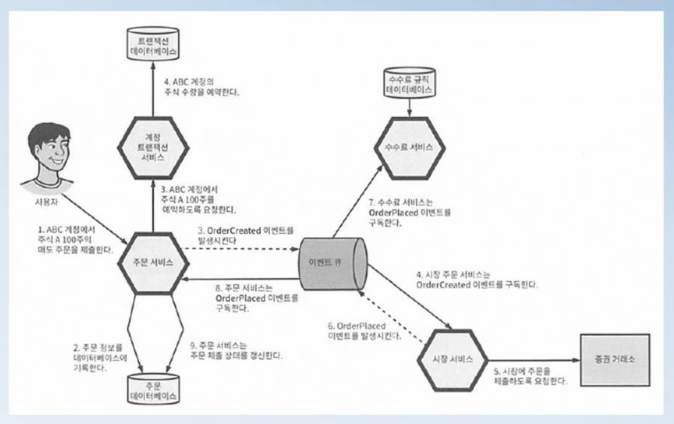 트랜잭션
데이터베이스
4. ABC 계정의
주식 수량을 예약한다.
수수료 규칙
데이터베이스
계정
트랜잭션
서비스
수수료 서비스
사용자
3. ABC 계정에서
주식 A 100주를
예약하도록 요청한다.
7. 수수료 서비스는
OrderPlaced 이벤트를
구독한다.
1. ABC 계정에서
주식 A 100주의
매도 주문을 제출한다.
3. OrderCreated 이벤트를
발생시킨다
주문 서비스
이벤트 큐
4. 시장 주문 서비스는
OrderCreated 이벤트를 구독한다.
8. 주문 서비스는
OrderPlaced 이벤트를
구독한다.
6. OrderPlaced
이벤트를 발생시킨다.
2. 주문 정보를
데이터베이스에
기록한다.
9. 주문 서비스는
주문 제출 상태를 갱신한다.
시장 서비스
증권 거래소
5. 시장에 주문을
제출하도록 요청한다.
주문
데이터베이스